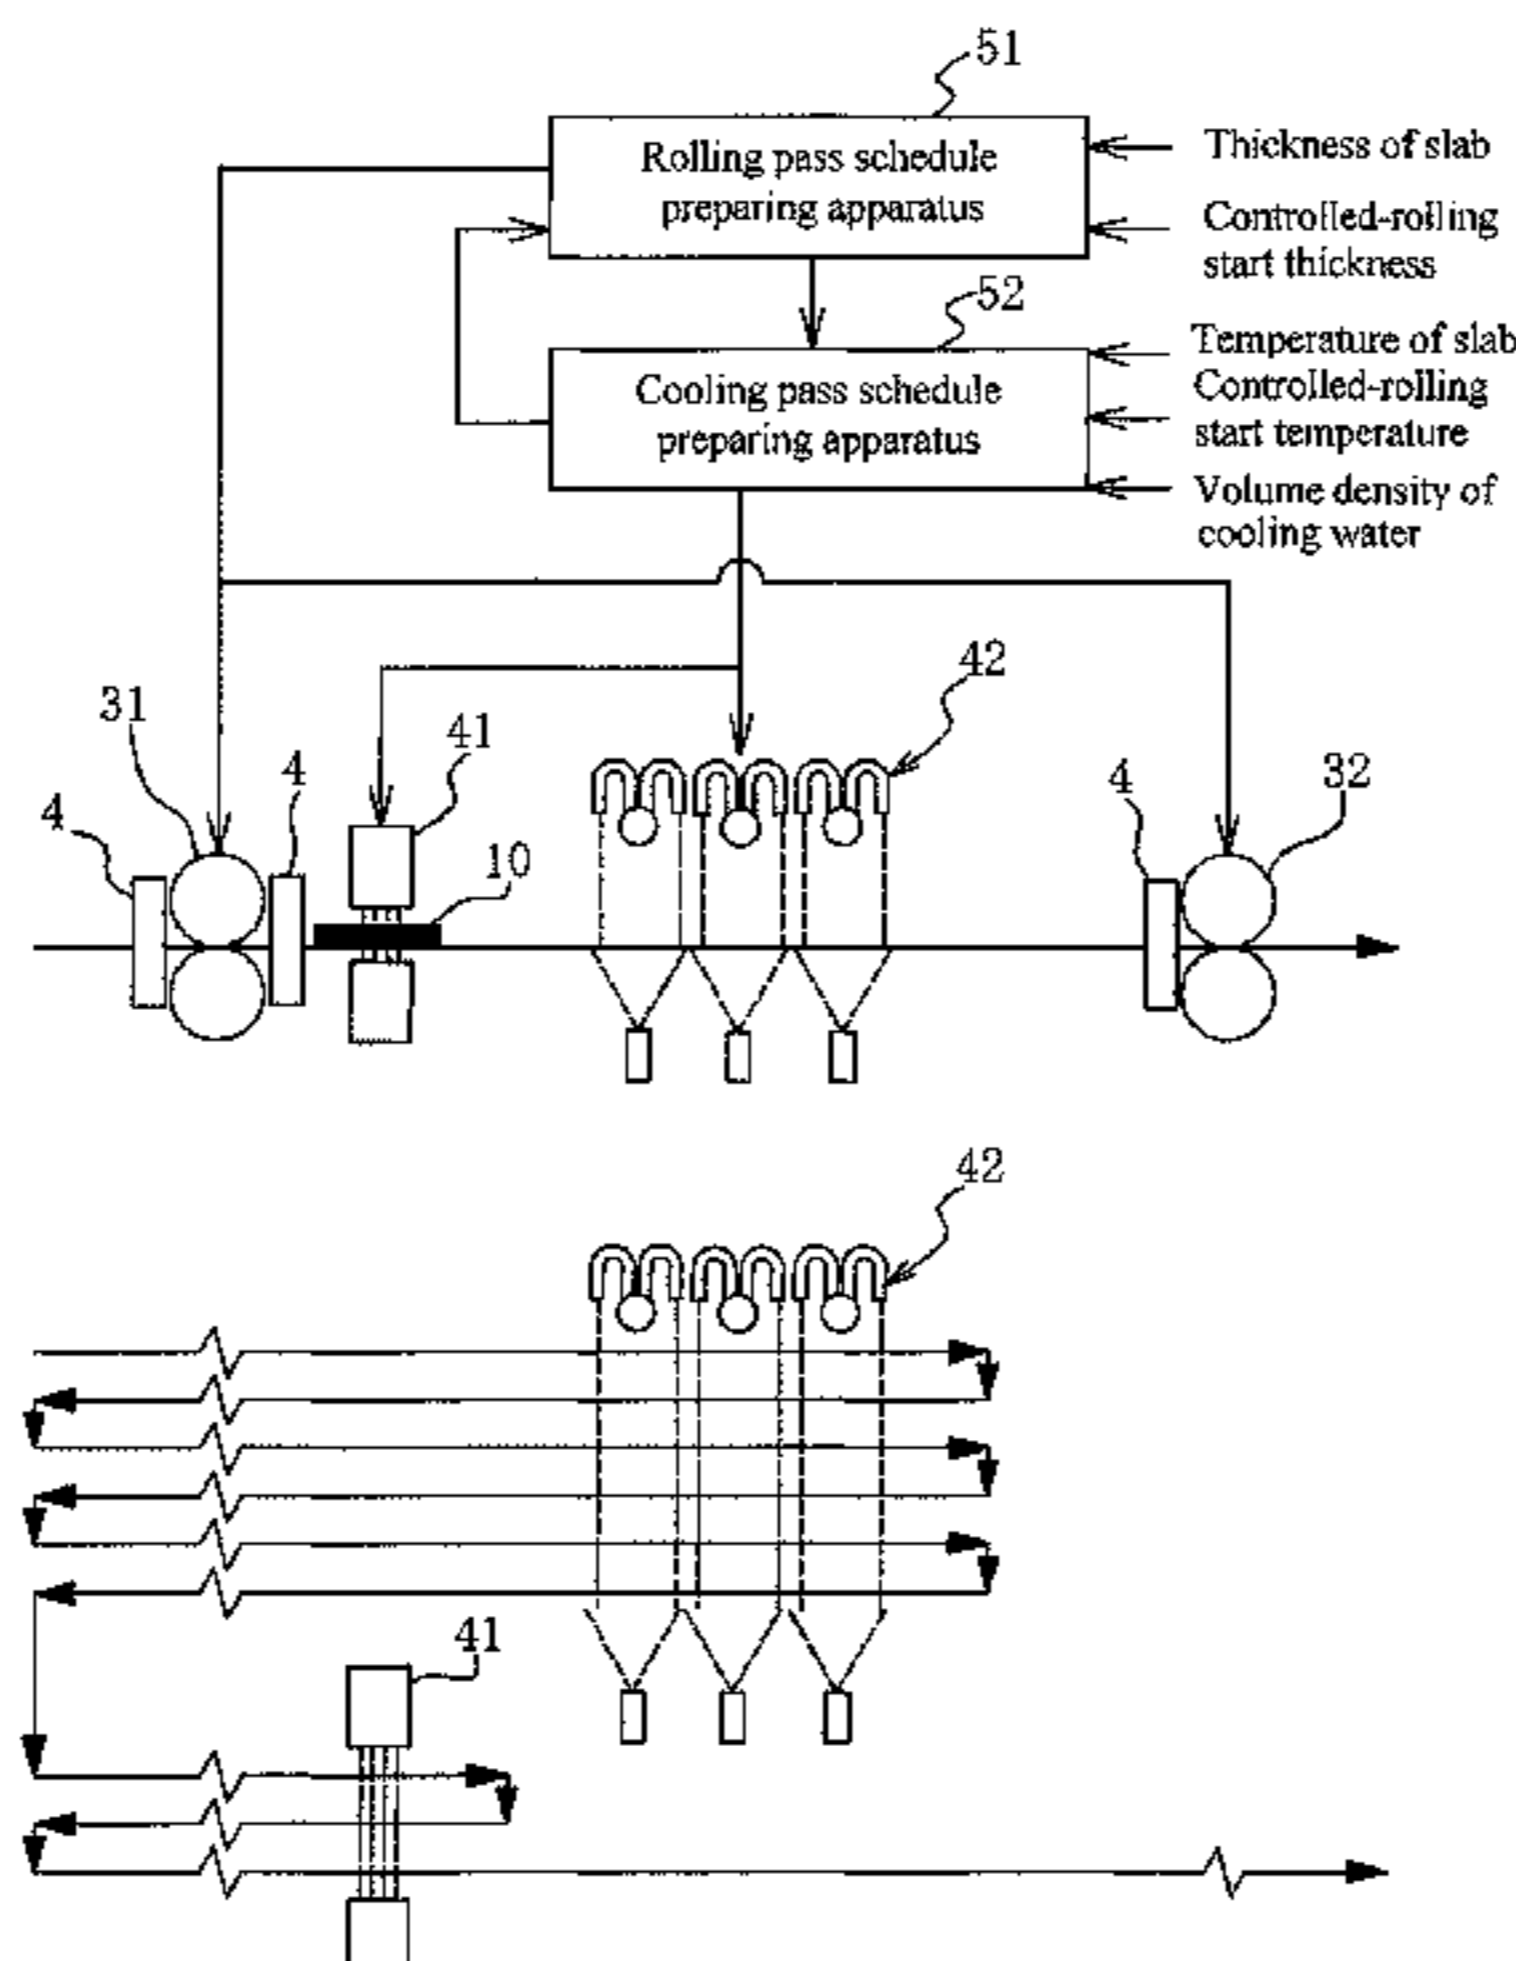 51
Rolling pass schedule
preparing apparatus
Thickness of slab
Controlled-rolling
start thickness
52
Cooling pass schedule
preparing apparatus
Temperature of slab
Controlled-rolling
start temperature
Volume density of
cooling water
42
31
41
4
4
4
32
10
42
41